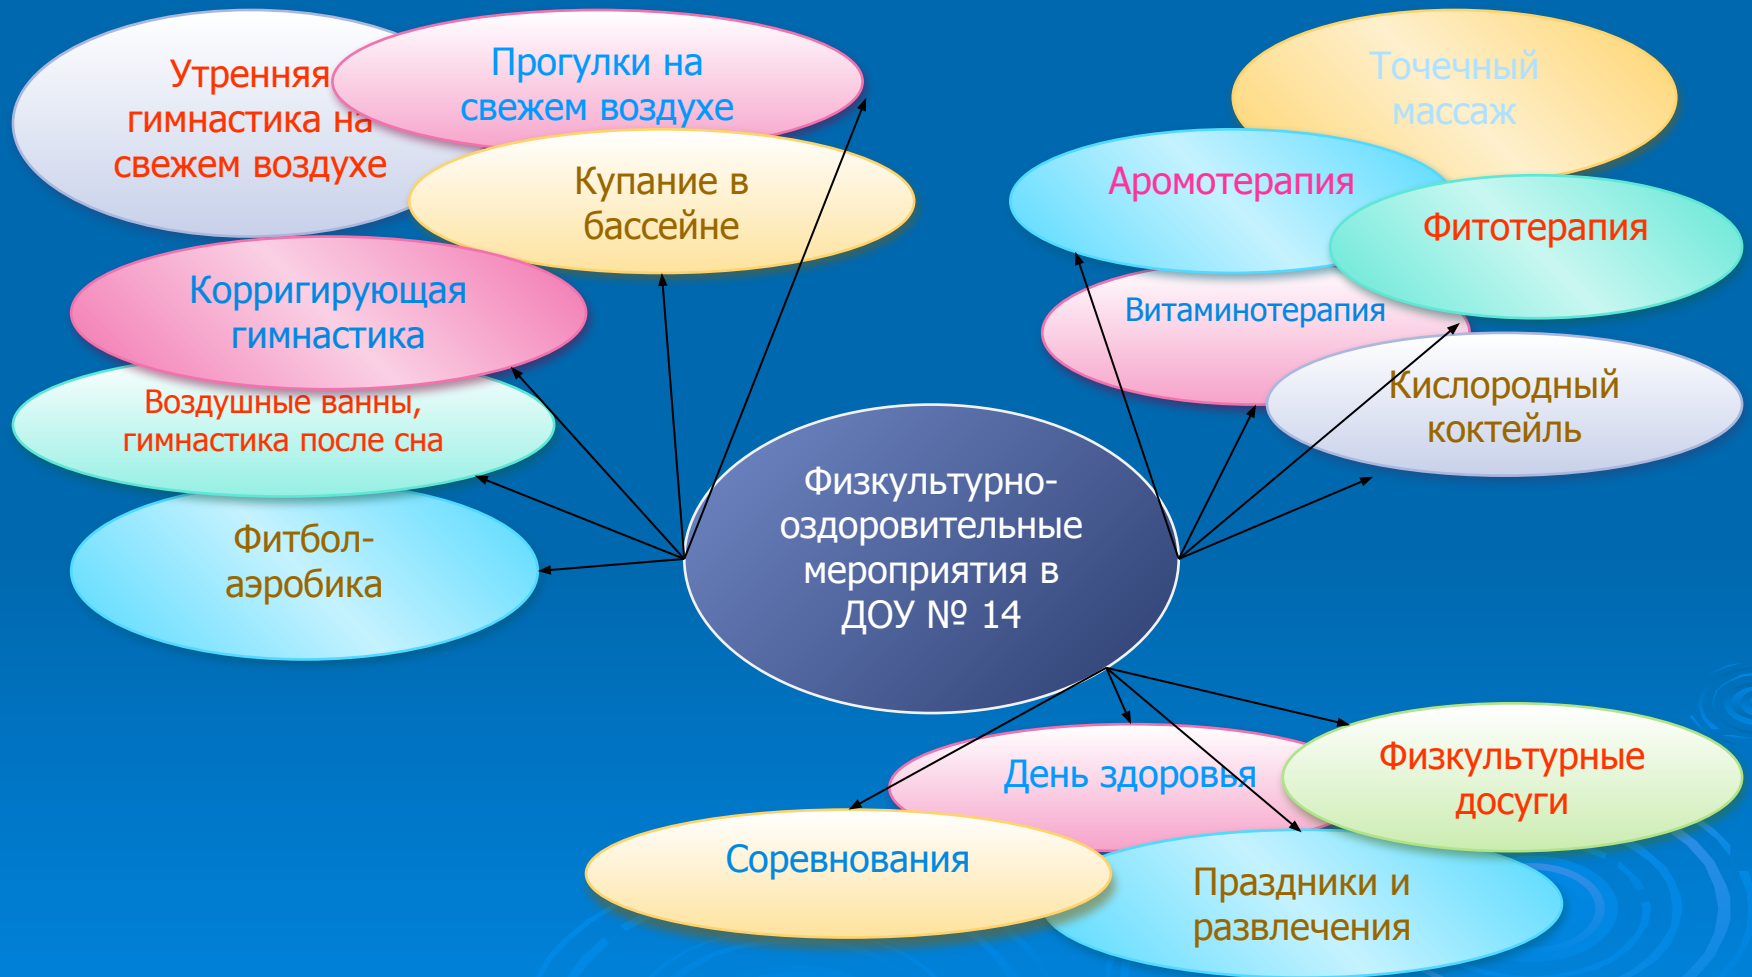 Утренняя
гимнастика на
свежем воздухе
Прогулки на
свежем воздухе
Купание в
бассейне
Корригирующая
гимнастика
Воздушные ванны,
гимнастика после сна
Фитбол-
аэробика
Точечный
массаж
Аромотерапия
Фитотерапия
Витаминотерапия
Кислородный
коктейль
Физкультурно-
оздоровительные
мероприятия в
ДОУ № 14
День здоровья
Физкультурные
досуги
Соревнования
Праздники и
развлечения